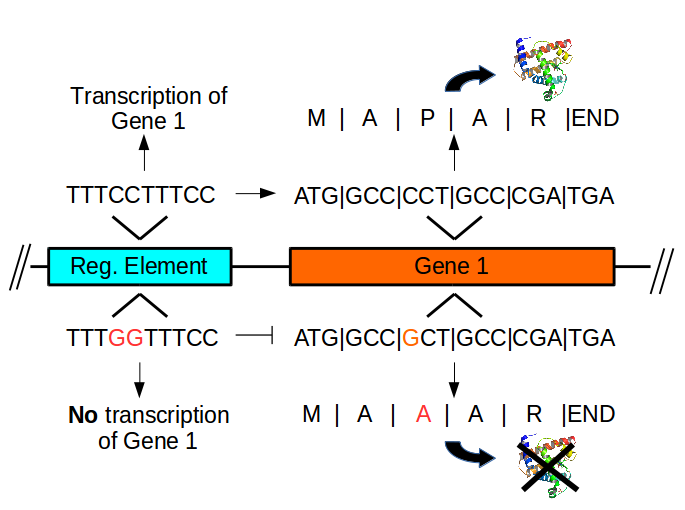 Transcription of
Gene 1
M | A | P | A | R |END
TTTCCTTTCC
ATG|GCC|CCT|GCC|CGA|TGA
Reg. Element
Gene 1
TTTGGTTTCC
ATG|GCC|GCT|GCC|CGA|TGA
No transcription
of Gene 1
M | A | A | A | R |END